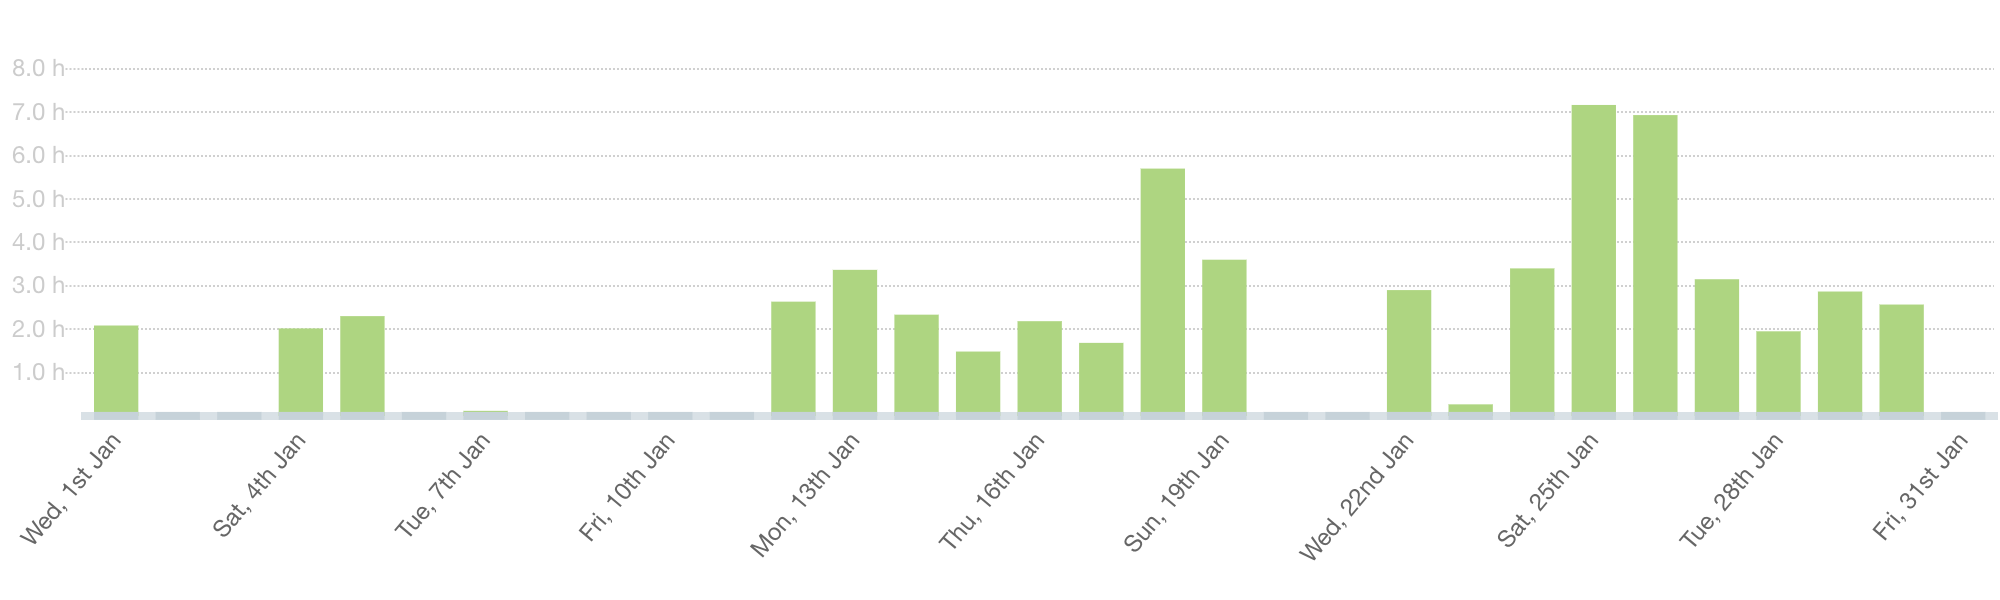 8.0 h
7.0 h
6.0 h
5.0 h
4.0 h
3.0 h
2.0 h
1.0 h
Wed, 1st Jan
Sat, 4th Jan
Tue, 7th Jan
Fri, 10th Jan
Mon, 13th Jan
Thu, 16th Jan
Sun, 19th Jan
Wed, 22nd Jan
Sat, 25th Jan
Tue, 28th Jan
Fri, 31st Jan